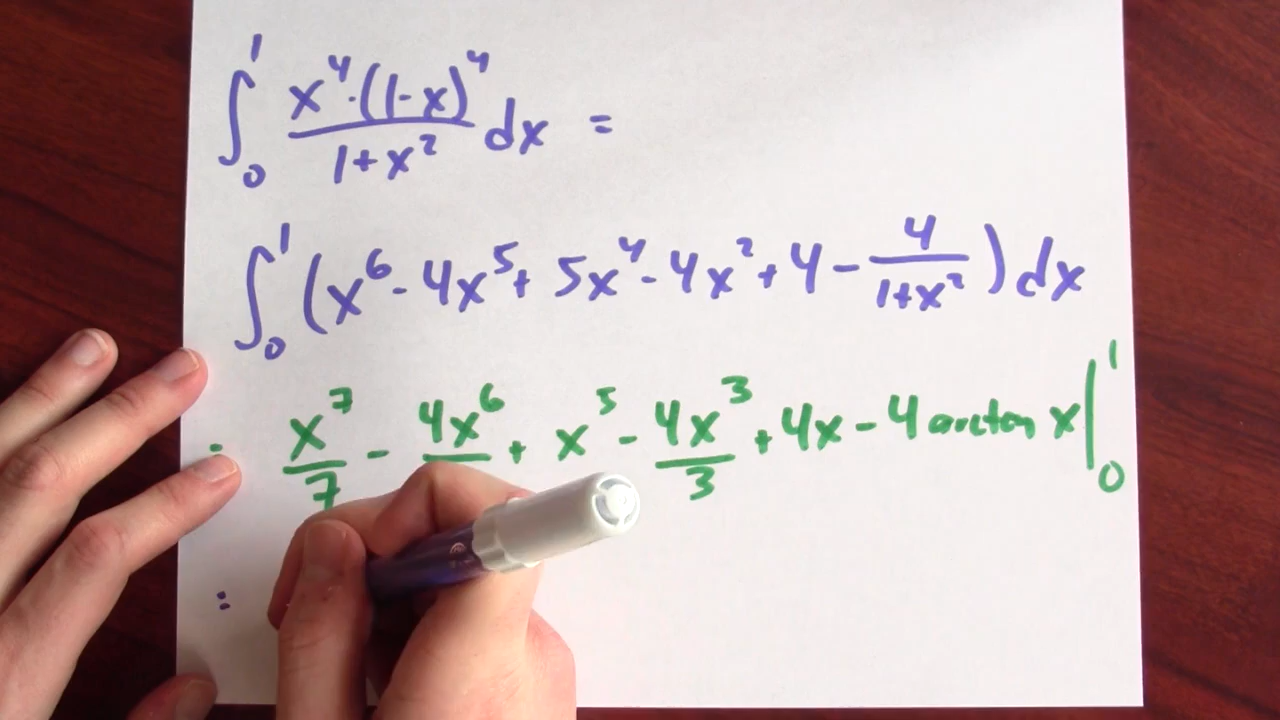 ∫₀¹ x⁴·(1-x)⁴/1+x² dx =
∫₀¹ (x⁶ - 4x⁵ + 5x⁴ - 4x² + 4 - 4/1+x²) dx
= x⁷/7 - 4x⁶/ + x⁵ - 4x³/3 + 4x - 4 arctan x |₀¹
=